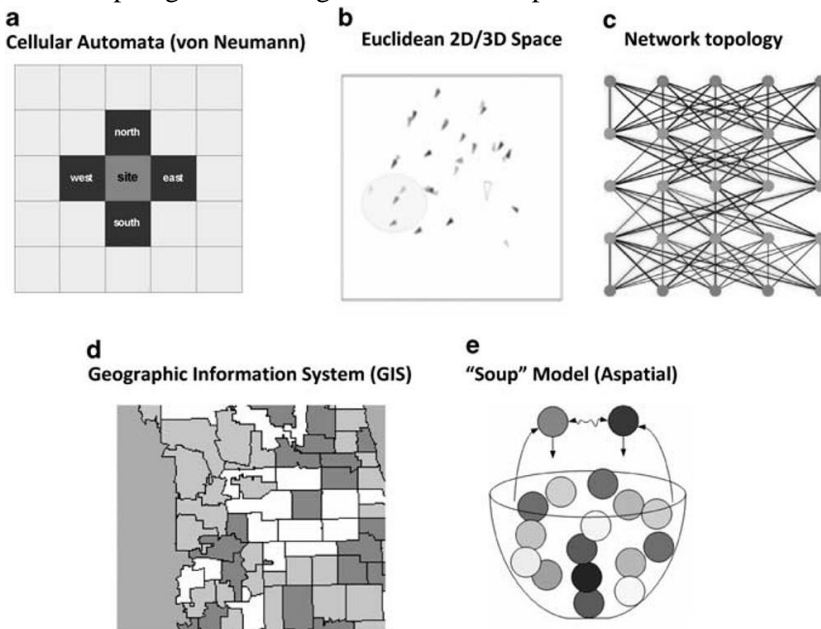 a
Cellular Automata (von Neumann)
b
Euclidean 2D/3D Space
c
Network topology
north
west
site
east
south
d
Geographic Information System (GIS)
e
“Soup” Model (Aspatial)